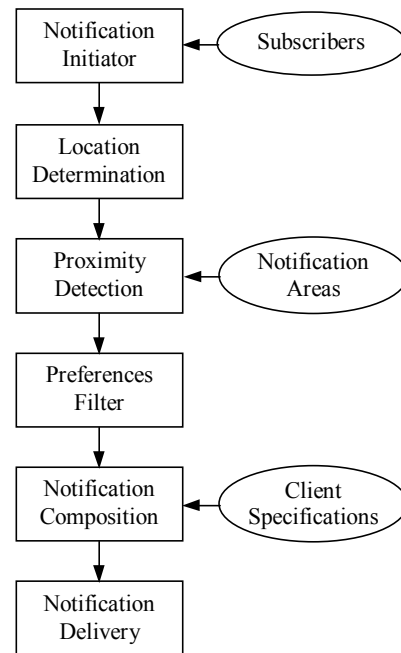 Notification
Initiator
Subscribers
Location
Determination
Proximity
Detection
Notification
Areas
Preferences
Filter
Notification
Composition
Client
Specifications
Notification
Delivery